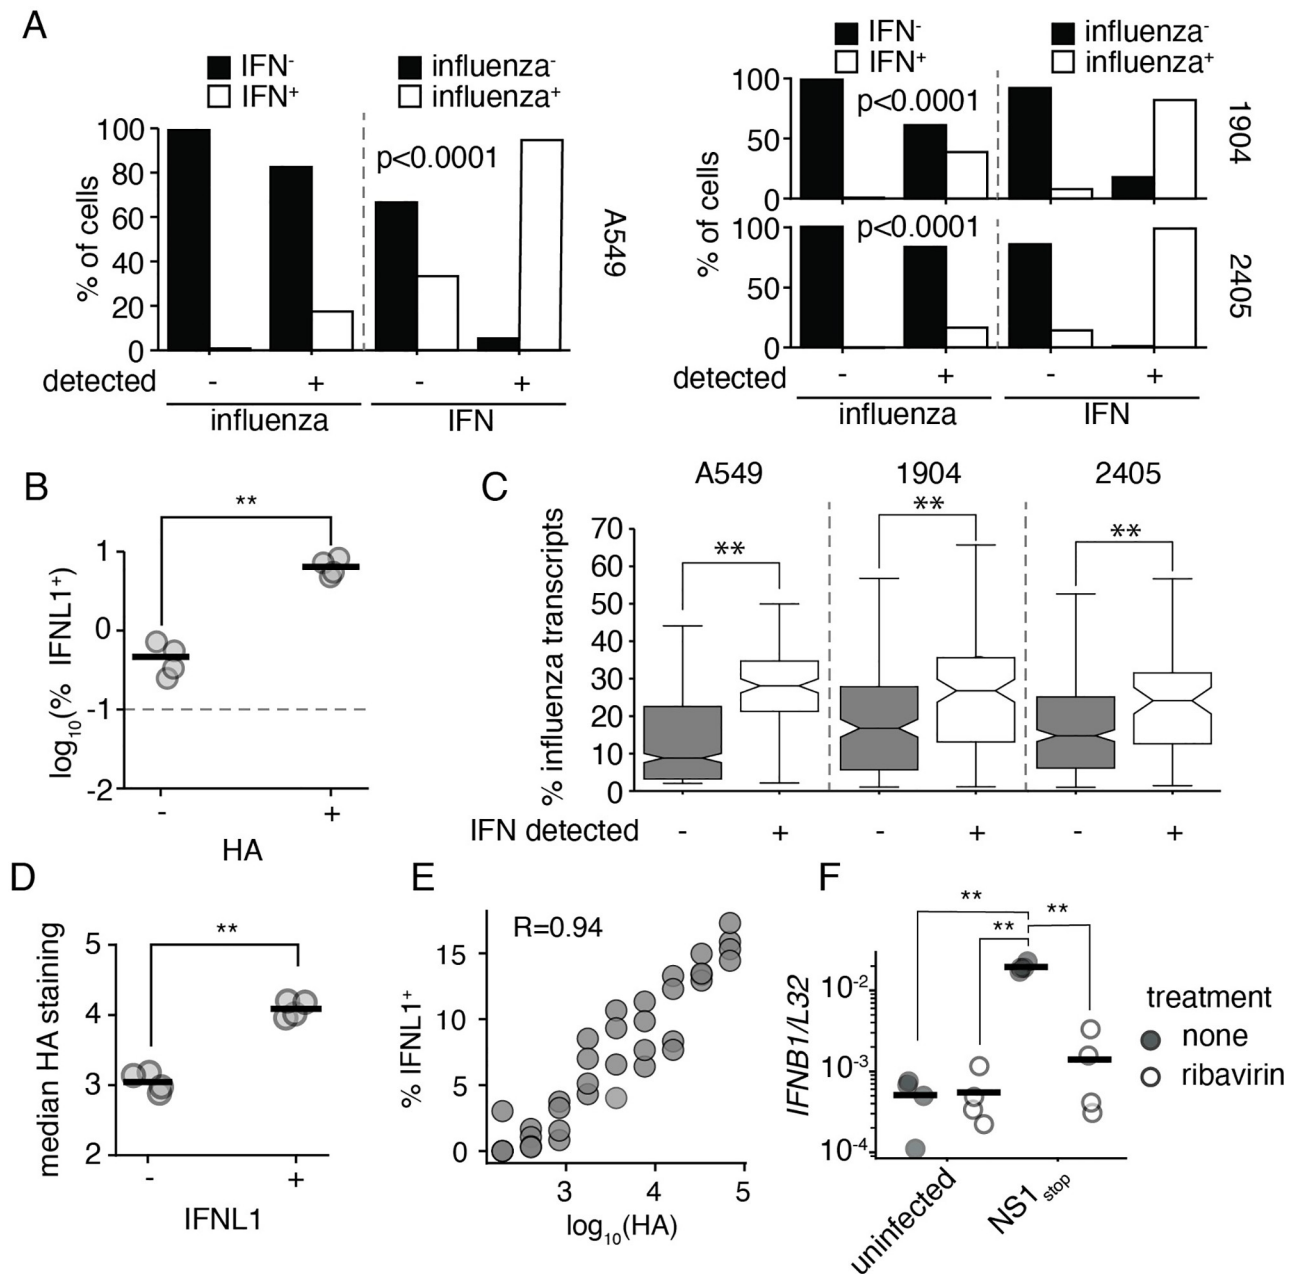 A
IFN-
IFN+
influenza-
influenza+
100
80
60
40
20
0
% of cells
p<0.0001
A549
detected
-
+
-
+
influenza
IFN
IFN-
IFN+
influenza-
influenza+
100
50
0
p<0.0001
1904
% of cells
100
50
0
p<0.0001
2405
detected
-
+
-
+
influenza
IFN
B
**
1
0
-1
-2
log10(% IFNL1+)
-
+
HA
C
A549
1904
2405
**
**
**
70
60
50
40
30
20
10
0
% influenza transcripts
IFN detected
-
+
-
+
-
+
D
**
5
4
3
2
median HA staining
-
+
IFNL1
E
R=0.94
15
10
5
0
% IFNL1+
3
4
5
log10(HA)
F
**
**
**
10-2
10-3
10-4
IFNB1/L32
uninfected
NS1stop
treatment
none
ribavirin